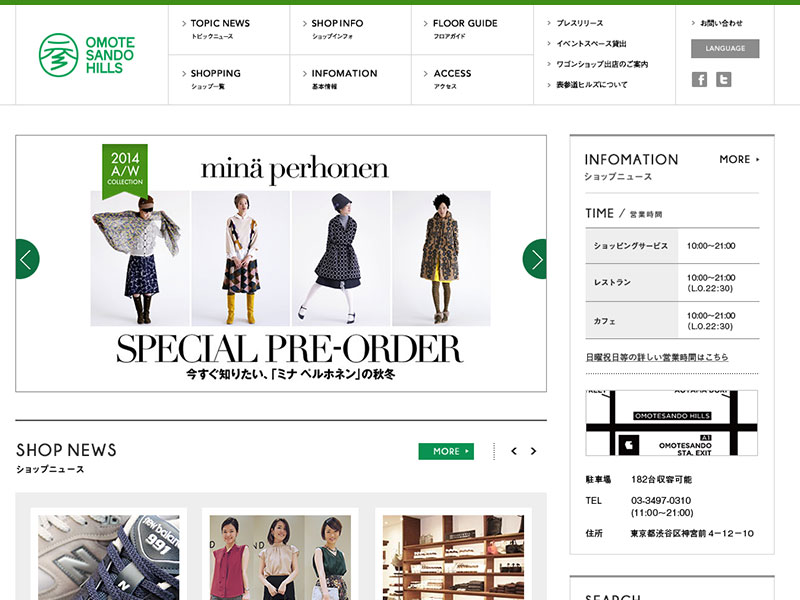 OMOTE
SANDO
HILLS
TOPIC NEWS
トピックニュース
SHOP INFO
ショップインフォ
FLOOR GUIDE
フロアガイド
SHOPPING
ショップ一覧
INFOMATION
基本情報
ACCESS
アクセス
プレスリリース
イベントスペース貸出
ワゴンショップ出店のご案内
表参道ヒルズについて
お問い合わせ
LANGUAGE
2014
A/W
COLLECTION
minä perhonen
SPECIAL PRE-ORDER
今すぐ知りたい、「ミナ ペルホネン」の秋冬
INFOMATION
MORE
ショップニュース
TIME / 営業時間
ショッピングサービス 10:00〜21:00
レストラン 10:00〜21:00
(L.O.22:30)
カフェ 10:00〜21:00
(L.O.22:30)
日曜祝日等の詳しい営業時間はこちら
OMOTESANDO HILLS
A1
OMOTESANDO
STA. EXIT
駐車場 182台収容可能
TEL 03-3497-0310
(11:00〜21:00)
住所 東京都渋谷区神宮前4－12－10
SHOP NEWS
ショップニュース
MORE
new balance
991
N
SEARCH